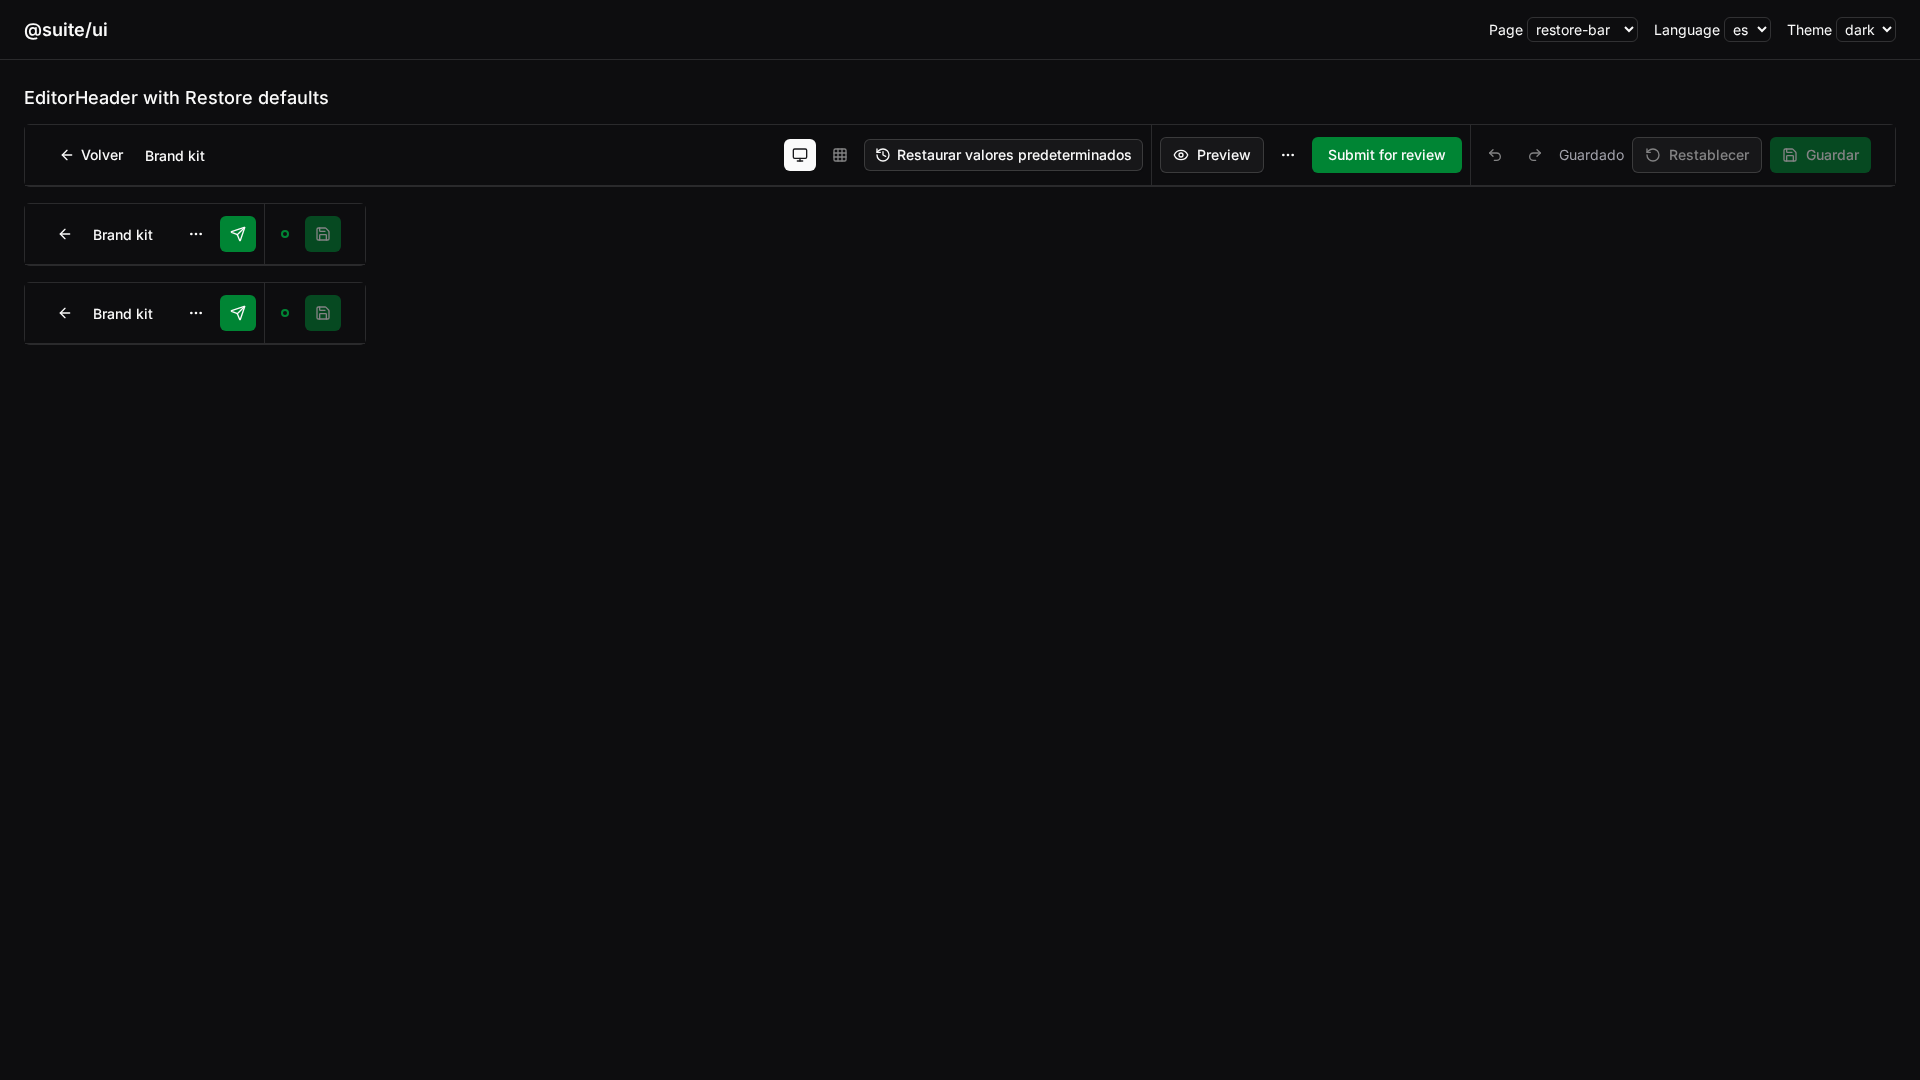 @suite/ui
Page restore-bar Language es Theme dark
EditorHeader with Restore defaults
Volver Brand kit Restaurar valores predeterminados Preview Submit for review Guardado Restablecer Guardar
Brand kit
Brand kit